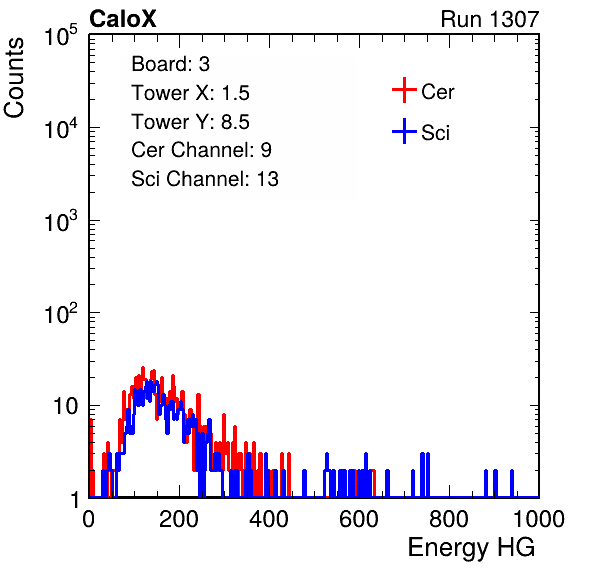 CaloX Run 1307
Counts
Board: 3
Tower X: 1.5
Tower Y: 8.5
Cer Channel: 9
Sci Channel: 13
Cer
Sci
10^5
10^4
10^3
10^2
10
1
0 200 400 600 800 1000
Energy HG